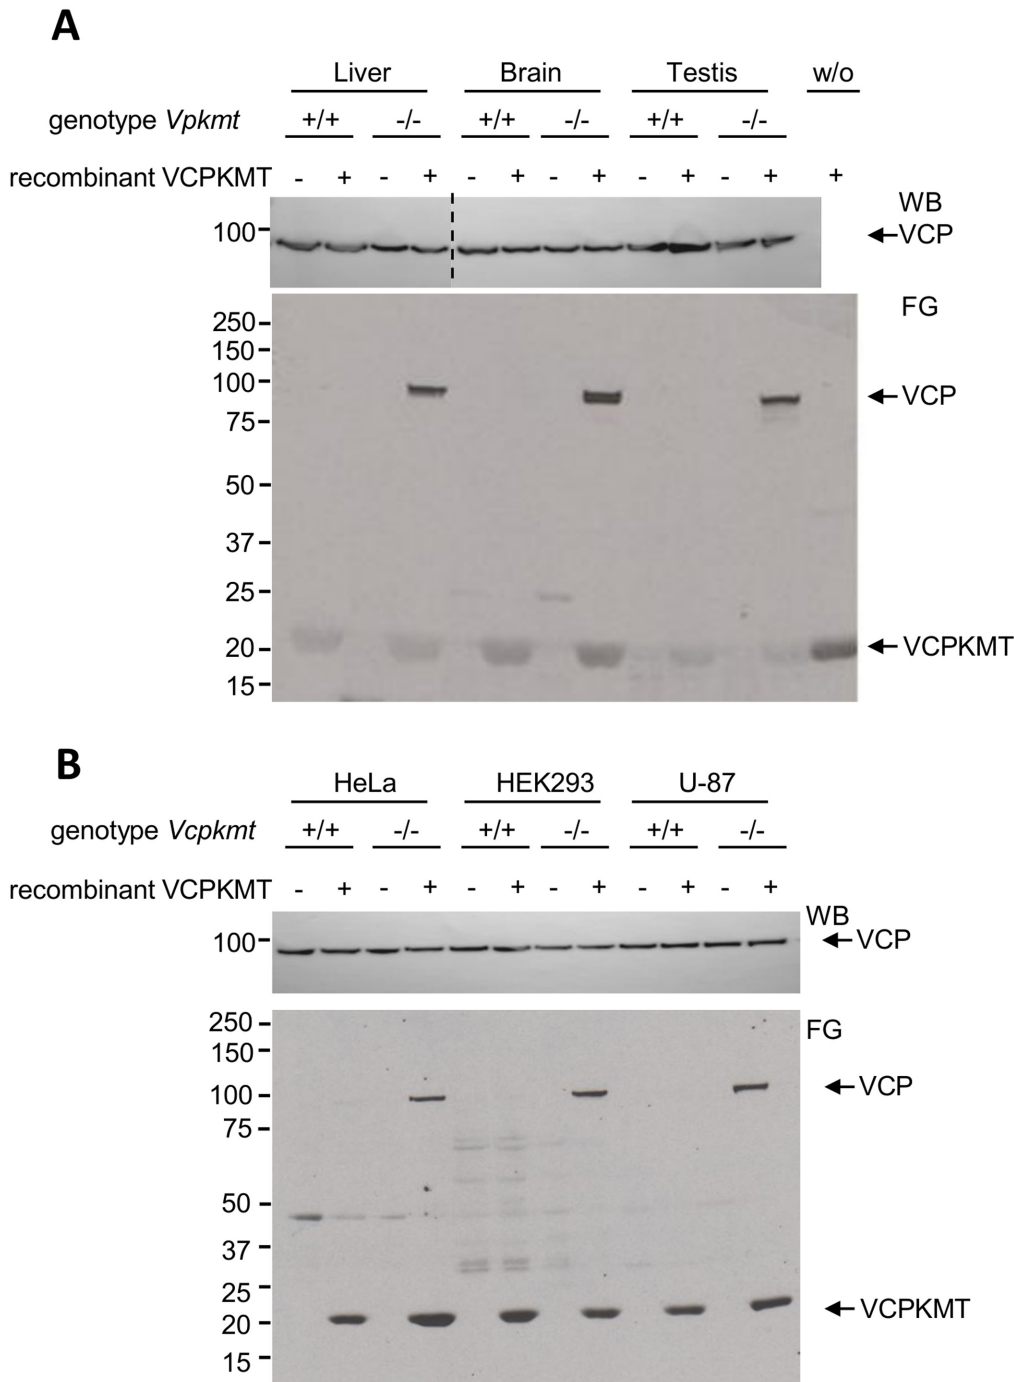 A
Liver Brain Testis w/o
genotype Vpkmt +/+ -/- +/+ -/- +/+ -/-
recombinant VCPKMT - + - + - + - + - + - + +
WB
100 VCP
FG
250
150
100 VCP
75
50
37
25
20 VCPKMT
15
B
HeLa HEK293 U-87
genotype Vcpkmt +/+ -/- +/+ -/- +/+ -/-
recombinant VCPKMT - + - + - + - + - + - +
WB
100 VCP
250 FG
150
100 VCP
75
50
37
25
20 VCPKMT
15